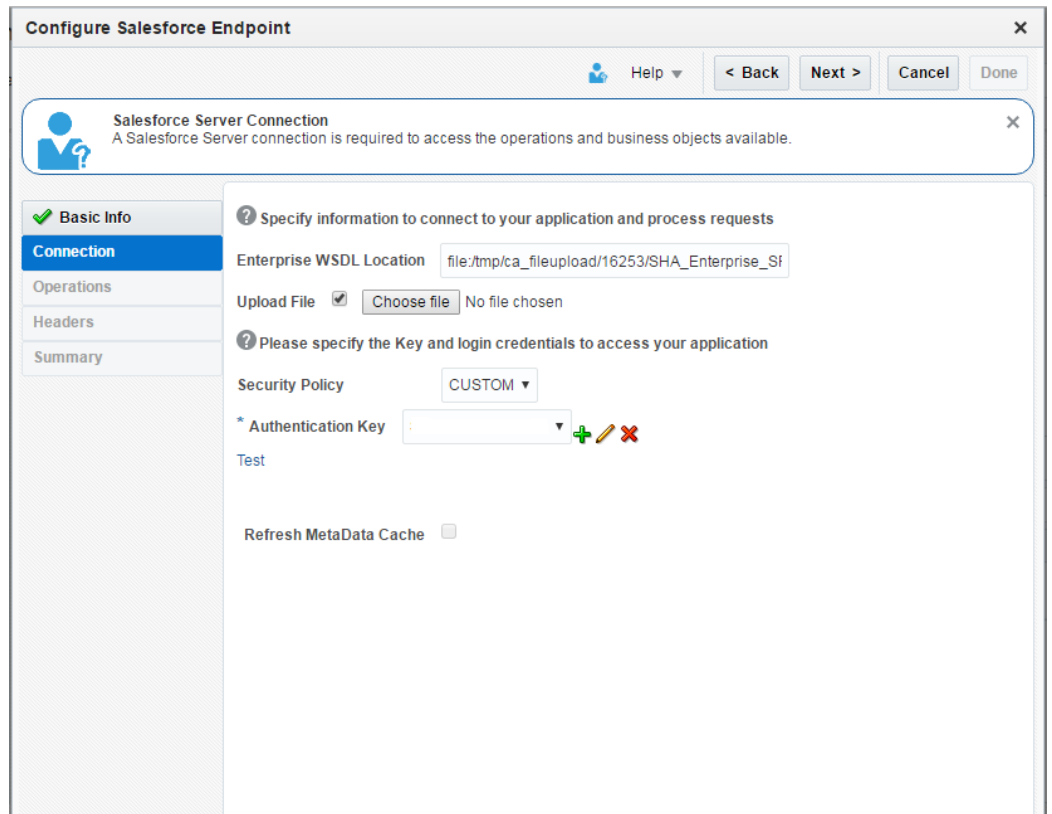 Configure Salesforce Endpoint
Help
< Back
Next >
Cancel
Done
Salesforce Server Connection
A Salesforce Server connection is required to access the operations and business objects available.
Basic Info
Connection
Operations
Headers
Summary
Specify information to connect to your application and process requests
Enterprise WSDL Location file:/tmp/ca_fileupload/16253/SHA_Enterprise_SF
Upload File Choose file No file chosen
Please specify the Key and login credentials to access your application
Security Policy CUSTOM
* Authentication Key
Test
Refresh MetaData Cache